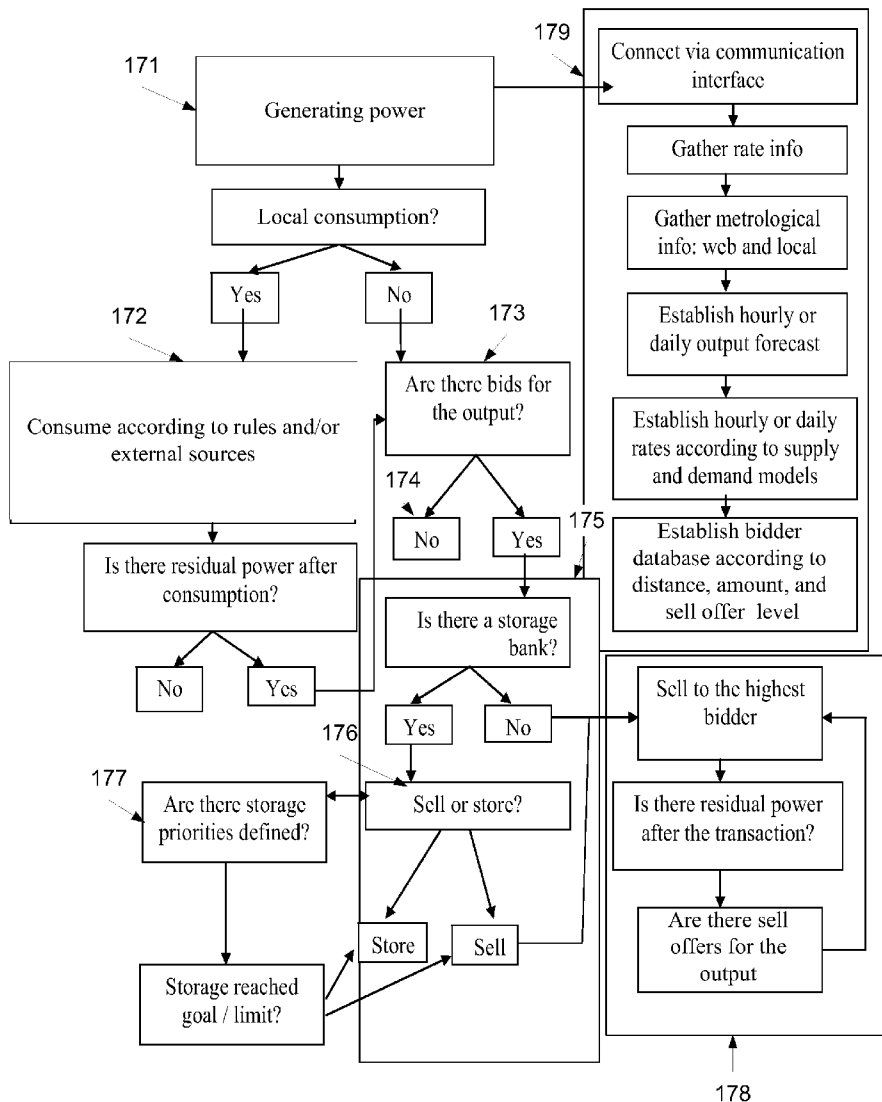 179
Connect via communication
interface
171
Generating power
Gather rate info
Local consumption?
Gather metrological
info: web and local
Yes
No
172
173
Establish hourly or
daily output forecast
Consume according to rules and/or
external sources
Are there bids for
the output?
Establish hourly or daily
rates according to supply
and demand models
174
No
Yes
175
Establish bidder
database according to
distance, amount, and
sell offer level
Is there residual power after
consumption?
Is there a storage
bank?
No
Yes
Sell to the highest
bidder
Yes
No
176
177
Are there storage
priorities defined?
Sell or store?
Is there residual power
after the transaction?
Store
Sell
Are there sell
offers for the
output
Storage reached
goal / limit?
178